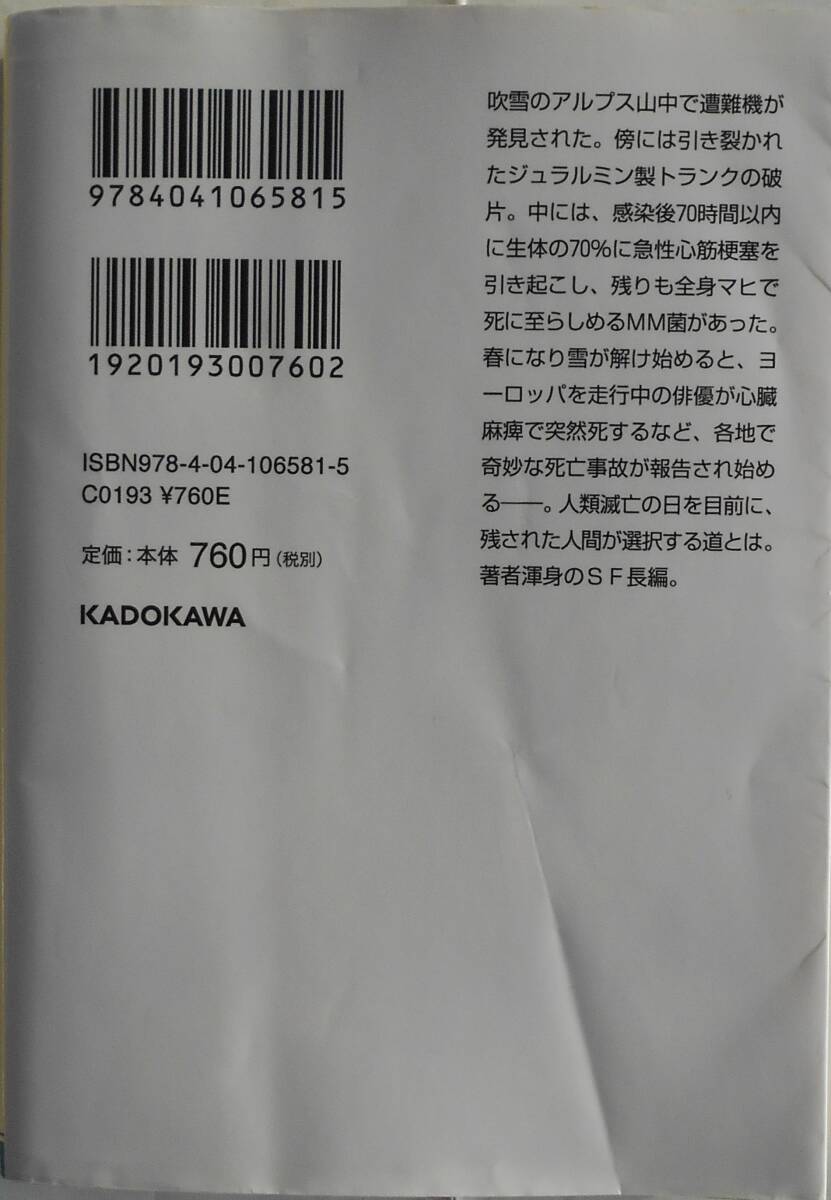 9784041065815
1920193007602
ISBN978-4-04-106581-5
C0193 ¥760E
定価：本体 760円（税別）
KADOKAWA
吹雪のアルプス山中で遭難機が
発見された。傍には引き裂かれ
たジュラルミン製トランクの破
片。中には、感染後70時間以内
に生体の70％に急性心筋梗塞を
引き起こし、残りも全身マヒで
死に至らしめるMM菌があった。
春になり雪が解け始めると、ヨ
ーロッパを走行中の俳優が心臓
麻痺で突然死するなど、各地で
奇妙な死亡事故が報告され始め
る――。人類滅亡の日を目前に、
残された人間が選択する道とは。
著者渾身のＳＦ長編。